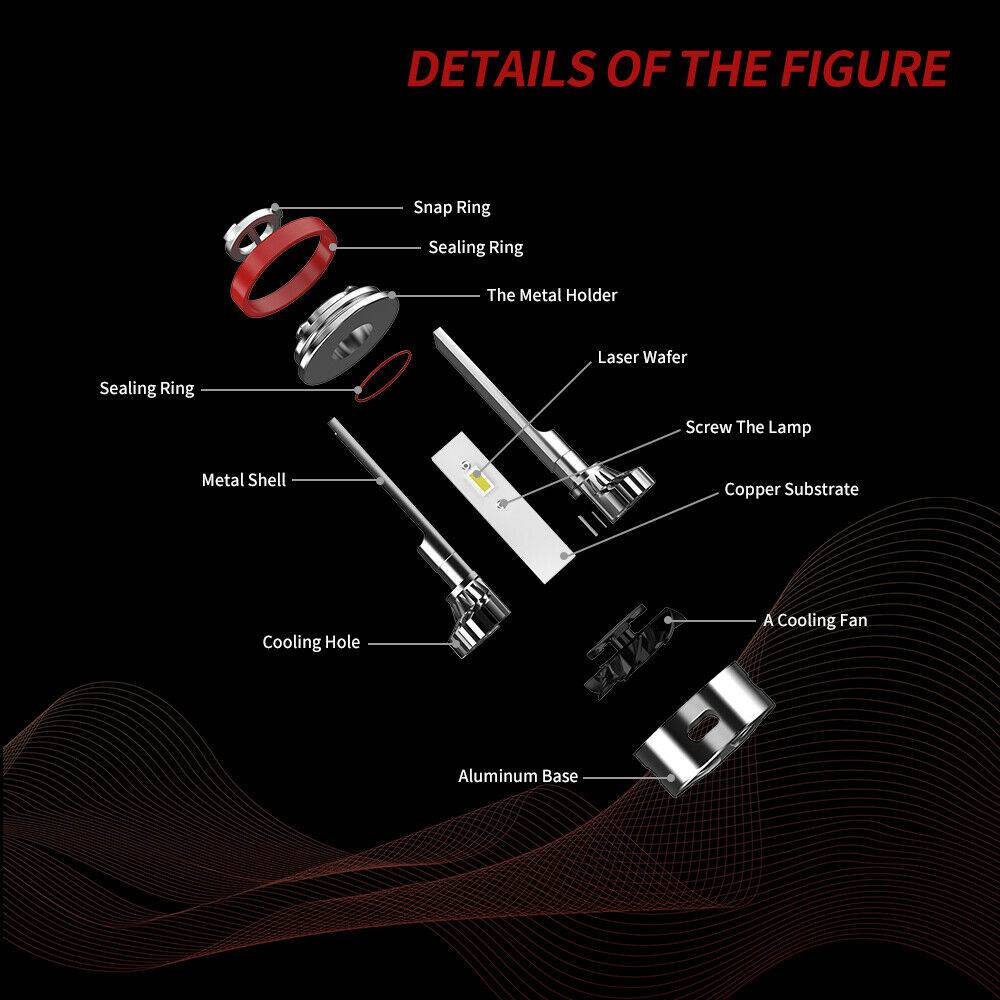 DETAILS OF THE FIGURE
Snap Ring
Sealing Ring
The Metal Holder
Laser Wafer
Sealing Ring
Screw The Lamp
Metal Shell
Copper Substrate
A Cooling Fan
Cooling Hole
Aluminum Base